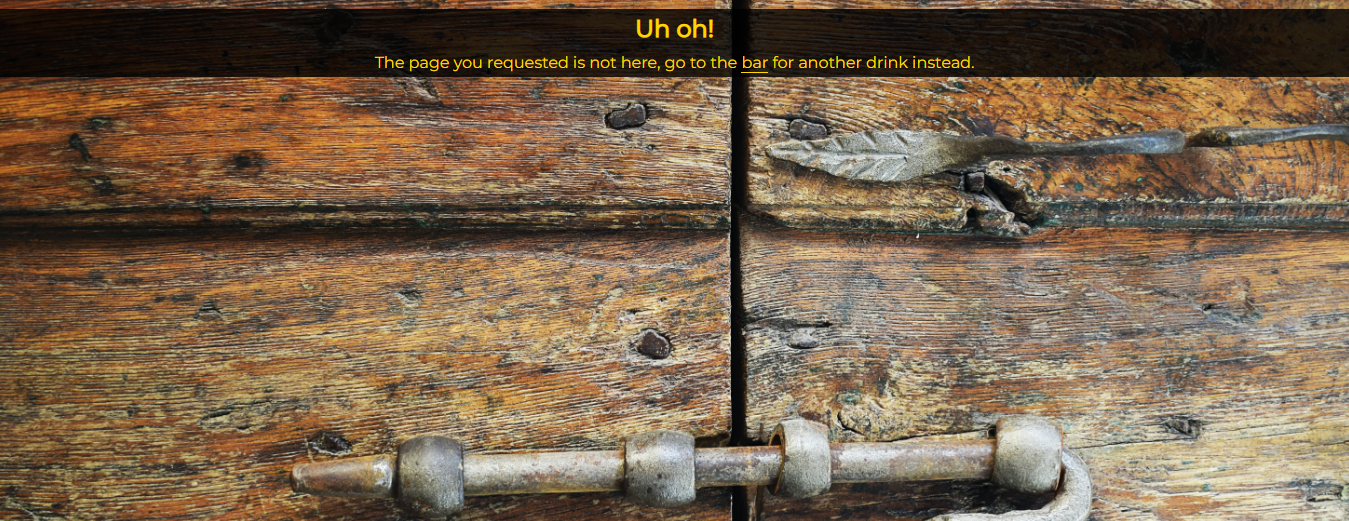 Uh oh!
The page you requested is not here, go to the bar for another drink instead.